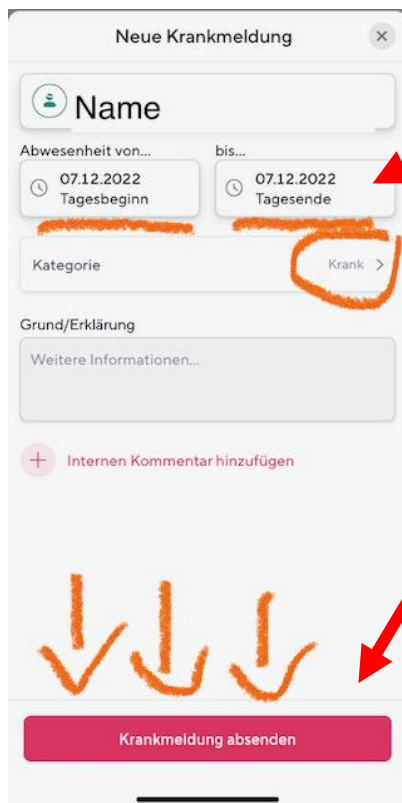 Neue Krankmeldung
Name
Abwesenheit von... bis...
07.12.2022 07.12.2022
Tagesbeginn Tagesende
Kategorie Krank
Grund/Erklärung
Weitere Informationen...
Internen Kommentar hinzufügen
Krankmeldung absenden